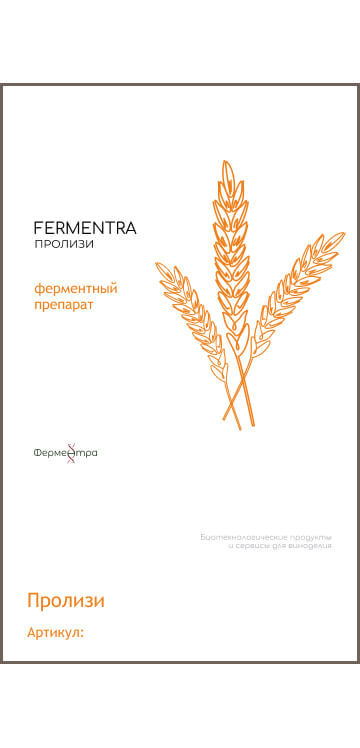 FERMENTRA
ПРОЛИЗИ
ферментный
препарат
Ферментра
Биотехнологические продукты
и сервисы для виноделия
Пролизи
Артикул: